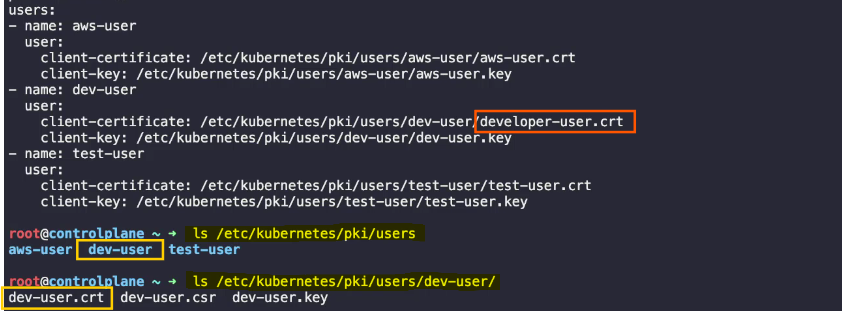 users:
- name: aws-user
  user:
    client-certificate: /etc/kubernetes/pki/users/aws-user/aws-user.crt
    client-key: /etc/kubernetes/pki/users/aws-user/aws-user.key
- name: dev-user
  user:
    client-certificate: /etc/kubernetes/pki/users/dev-user/developer-user.crt
    client-key: /etc/kubernetes/pki/users/dev-user/dev-user.key
- name: test-user
  user:
    client-certificate: /etc/kubernetes/pki/users/test-user/test-user.crt
    client-key: /etc/kubernetes/pki/users/test-user/test-user.key
root@controlplane ~ ➜ ls /etc/kubernetes/pki/users
aws-user dev-user test-user
root@controlplane ~ ➜ ls /etc/kubernetes/pki/users/dev-user/
dev-user.crt dev-user.csr dev-user.key